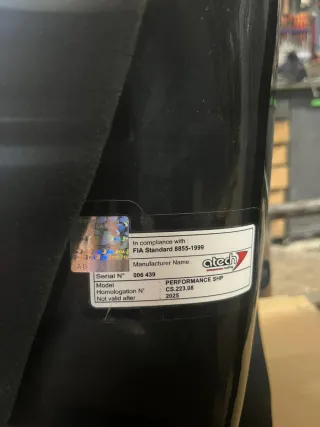 In compliance with :
FIA Standard 8855-1999
Manufacturer Name
atech
Serial N° 006 439
Model : PERFORMANCE SHP
Homologation N° : CS.223.08
Not valid after : 2025